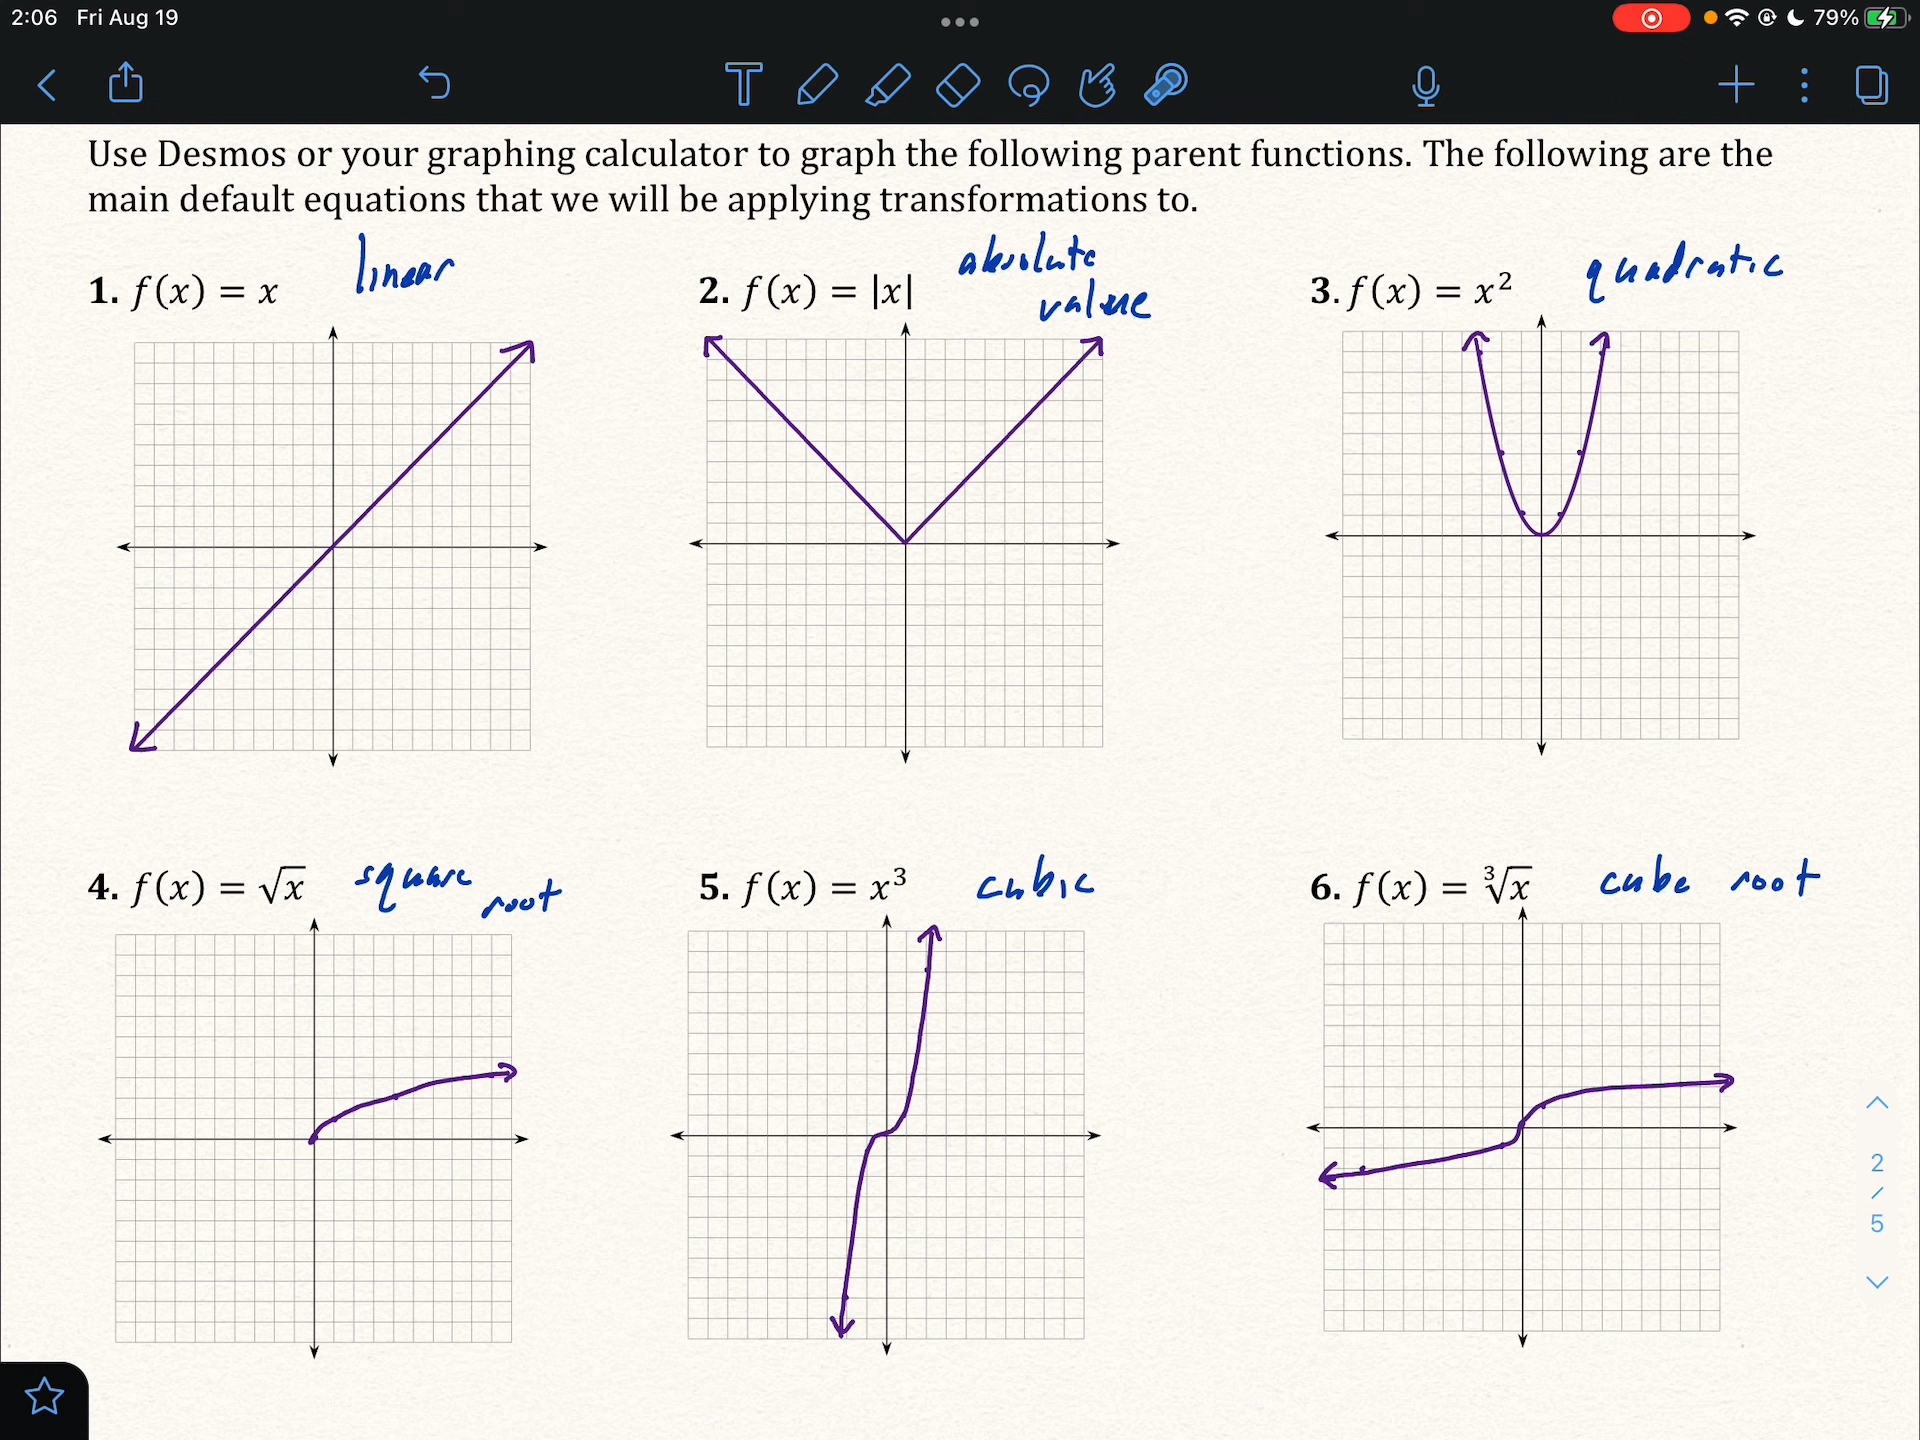 2:06 Fri Aug 19
79%
T
Use Desmos or your graphing calculator to graph the following parent functions. The following are the
main default equations that we will be applying transformations to.
1. f(x) = x linear
2. f(x) = |x| absolute
value
3. f(x) = x² quadratic
4. f(x) = √x square
root
5. f(x) = x³ cubic
6. f(x) = ∛x cube root
2
/
5